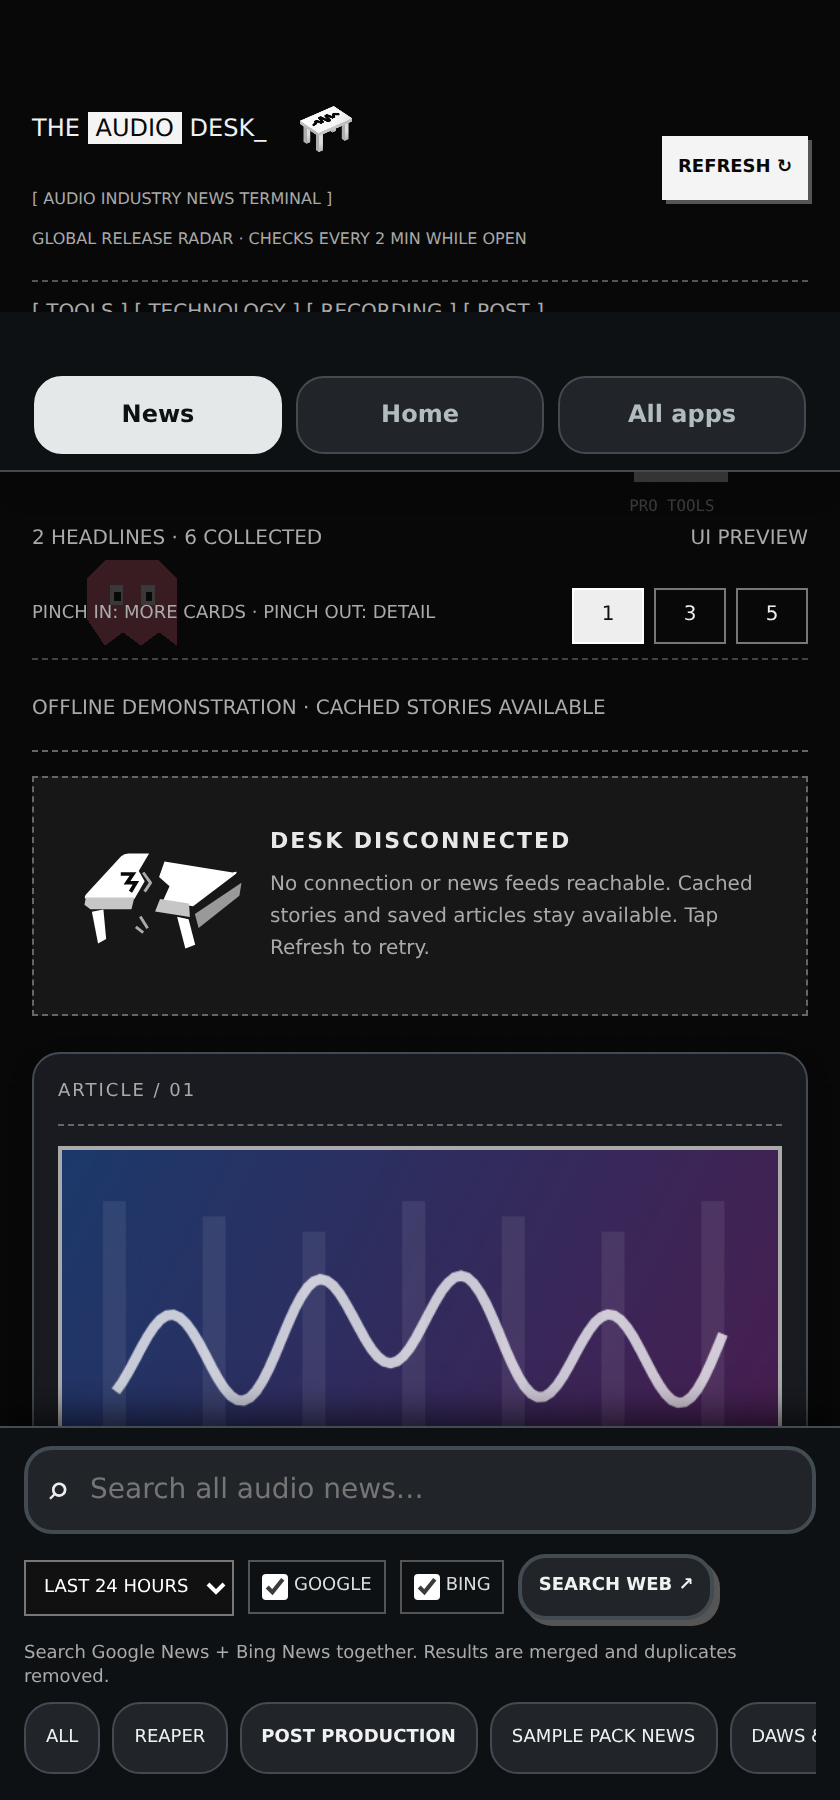 THE AUDIO DESK_
REFRESH ↻
[ AUDIO INDUSTRY NEWS TERMINAL ]
GLOBAL RELEASE RADAR · CHECKS EVERY 2 MIN WHILE OPEN
[ TOOLS ] [ TECHNOLOGY ] [ RECORDING ] [ POST ]
News Home All apps
PRO TOOLS
2 HEADLINES · 6 COLLECTED UI PREVIEW
PINCH IN: MORE CARDS · PINCH OUT: DETAIL 1 3 5
OFFLINE DEMONSTRATION · CACHED STORIES AVAILABLE
DESK DISCONNECTED
No connection or news feeds reachable. Cached
stories and saved articles stay available. Tap
Refresh to retry.
ARTICLE / 01
Search all audio news...
LAST 24 HOURS GOOGLE BING SEARCH WEB ↗
Search Google News + Bing News together. Results are merged and duplicates
removed.
ALL REAPER POST PRODUCTION SAMPLE PACK NEWS DAWS &